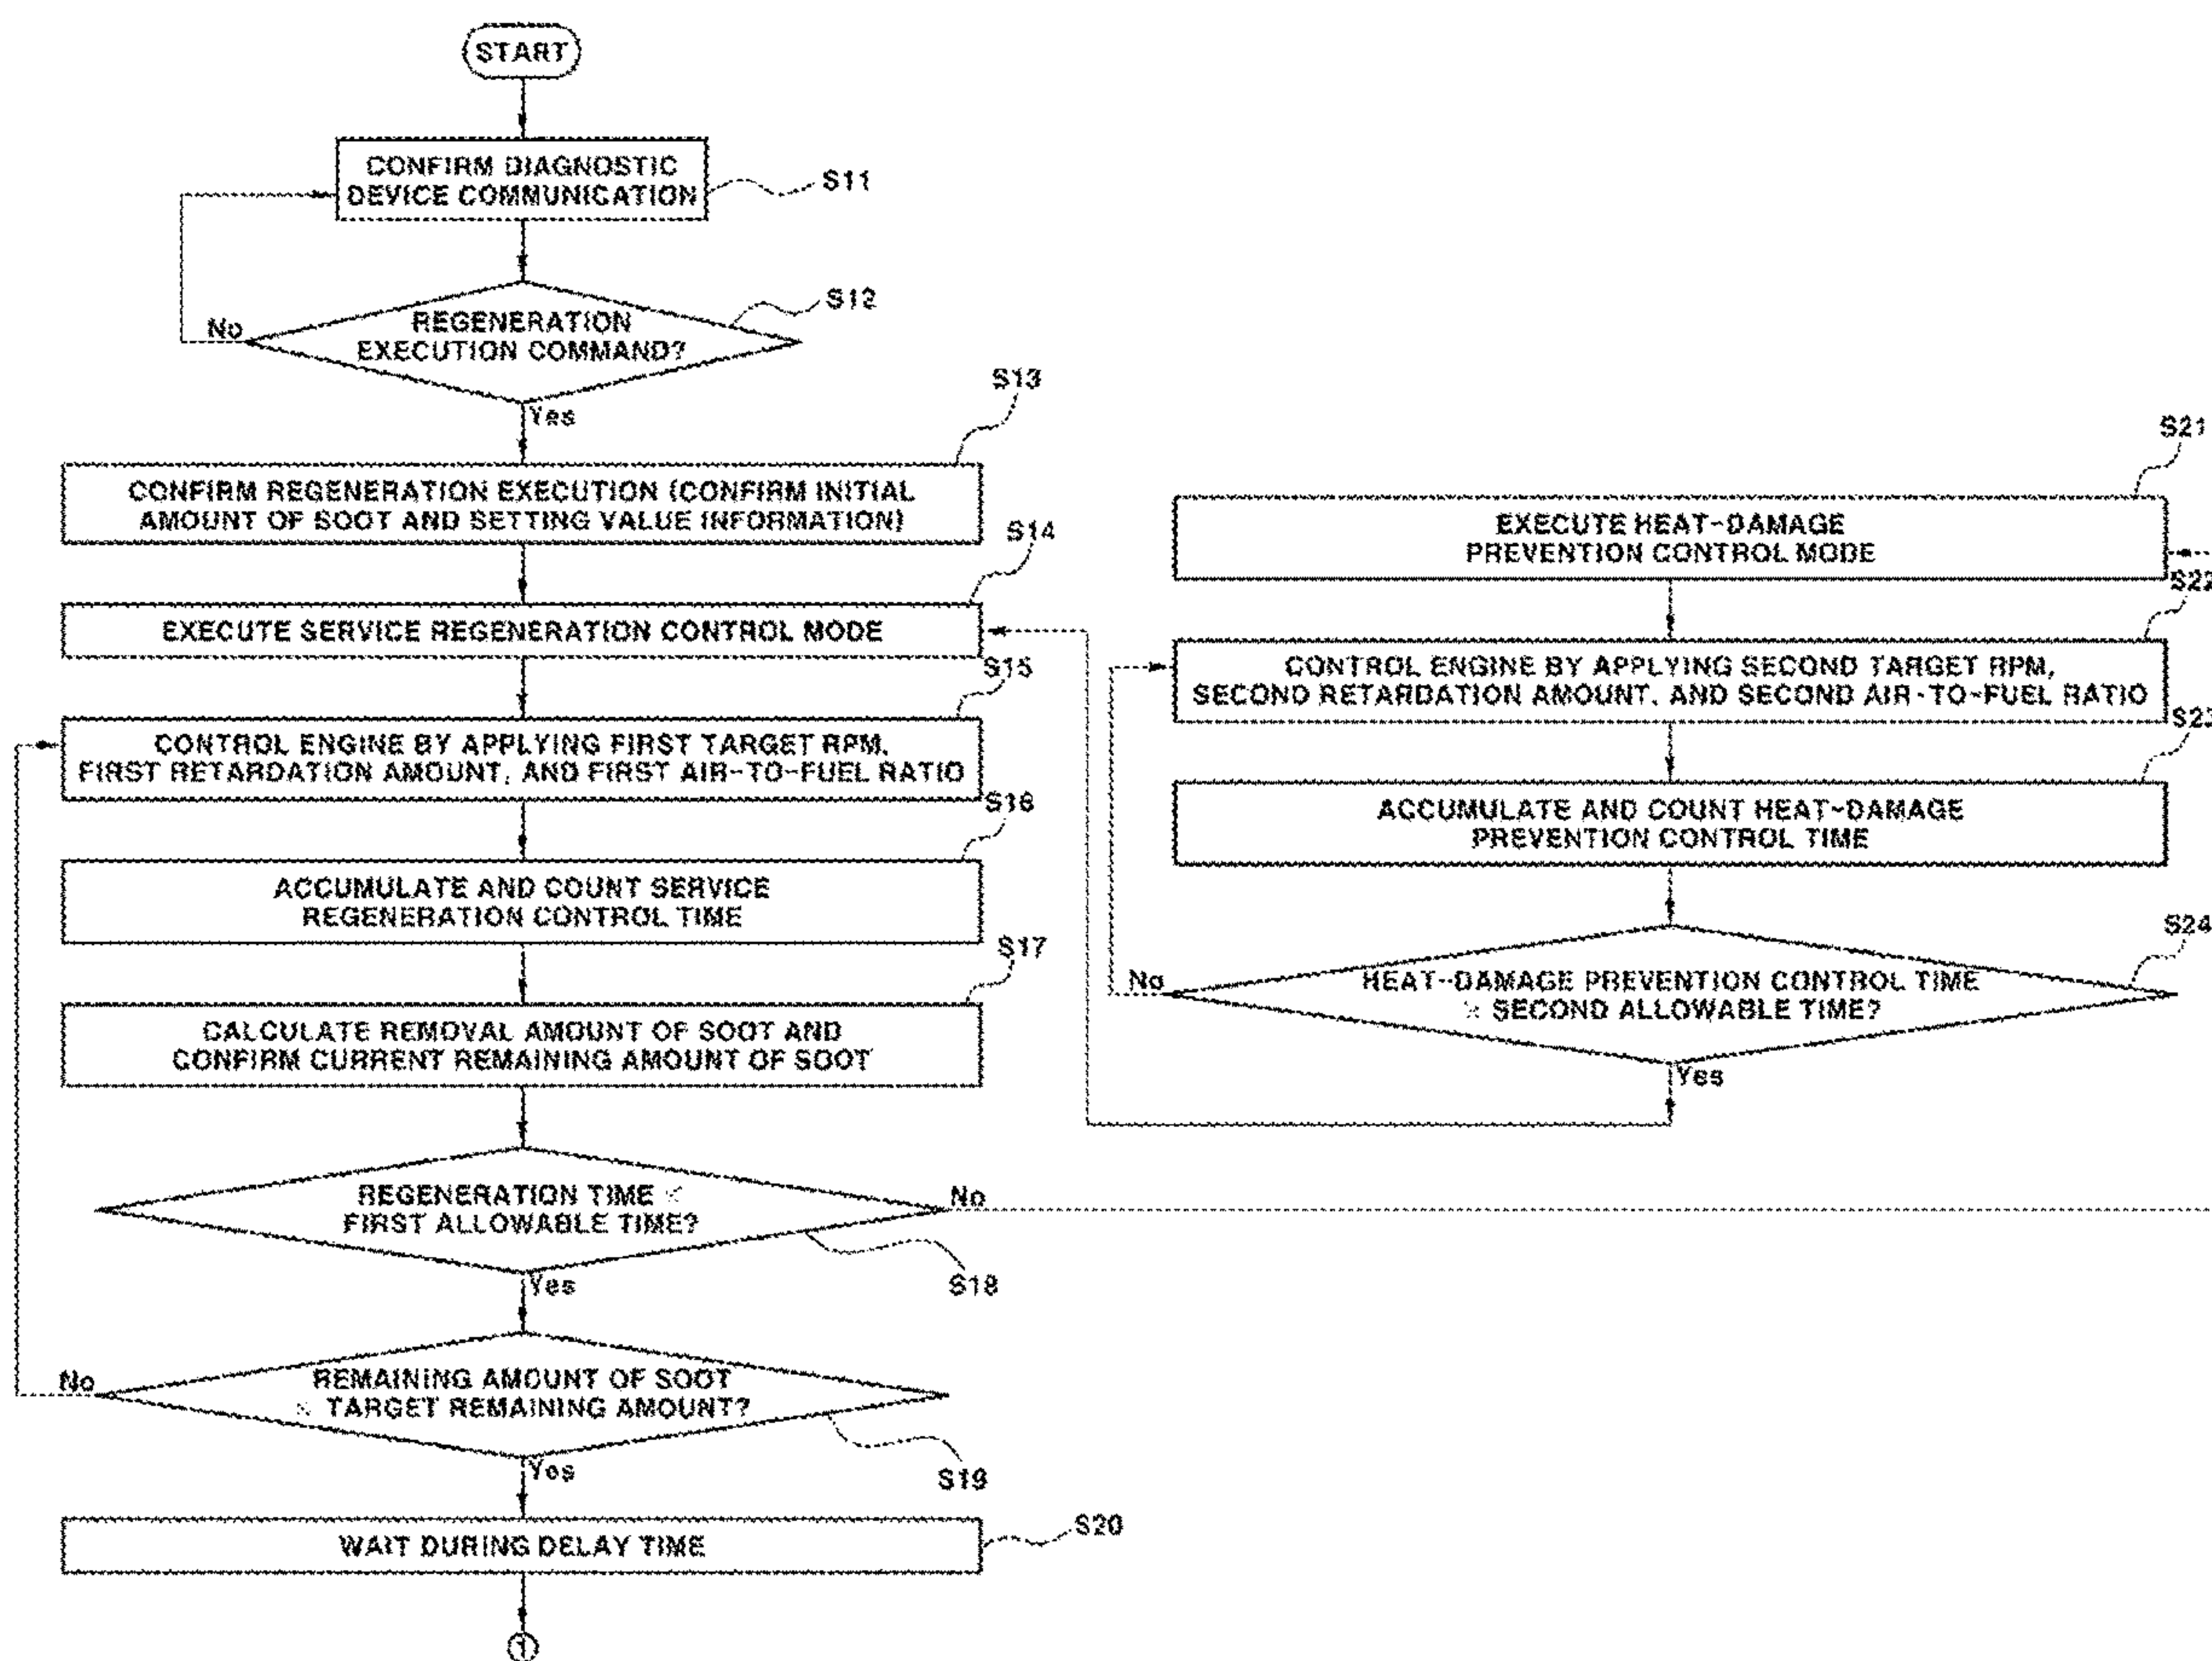 START
CONFIRM DIAGNOSTIC
DEVICE COMMUNICATION
S11
REGENERATION
EXECUTION COMMAND?
S12
No
Yes
S13
CONFIRM REGENERATION EXECUTION (CONFIRM INITIAL
AMOUNT OF SOOT AND SETTING VALUE INFORMATION)
S14
EXECUTE SERVICE REGENERATION CONTROL MODE
S15
CONTROL ENGINE BY APPLYING FIRST TARGET RPM,
FIRST RETARDATION AMOUNT, AND FIRST AIR-TO-FUEL RATIO
S16
ACCUMULATE AND COUNT SERVICE
REGENERATION CONTROL TIME
S17
CALCULATE REMOVAL AMOUNT OF SOOT AND
CONFIRM CURRENT REMAINING AMOUNT OF SOOT
REGENERATION TIME
FIRST ALLOWABLE TIME?
No
S18
Yes
REMAINING AMOUNT OF SOOT
TARGET REMAINING AMOUNT?
No
S19
Yes
WAIT DURING DELAY TIME
S20
1
S21
EXECUTE HEAT-DAMAGE
PREVENTION CONTROL MODE
S22
CONTROL ENGINE BY APPLYING SECOND TARGET RPM,
SECOND RETARDATION AMOUNT, AND SECOND AIR-TO-FUEL RATIO
S23
ACCUMULATE AND COUNT HEAT-DAMAGE
PREVENTION CONTROL TIME
S24
HEAT-DAMAGE PREVENTION CONTROL TIME
SECOND ALLOWABLE TIME?
No
Yes